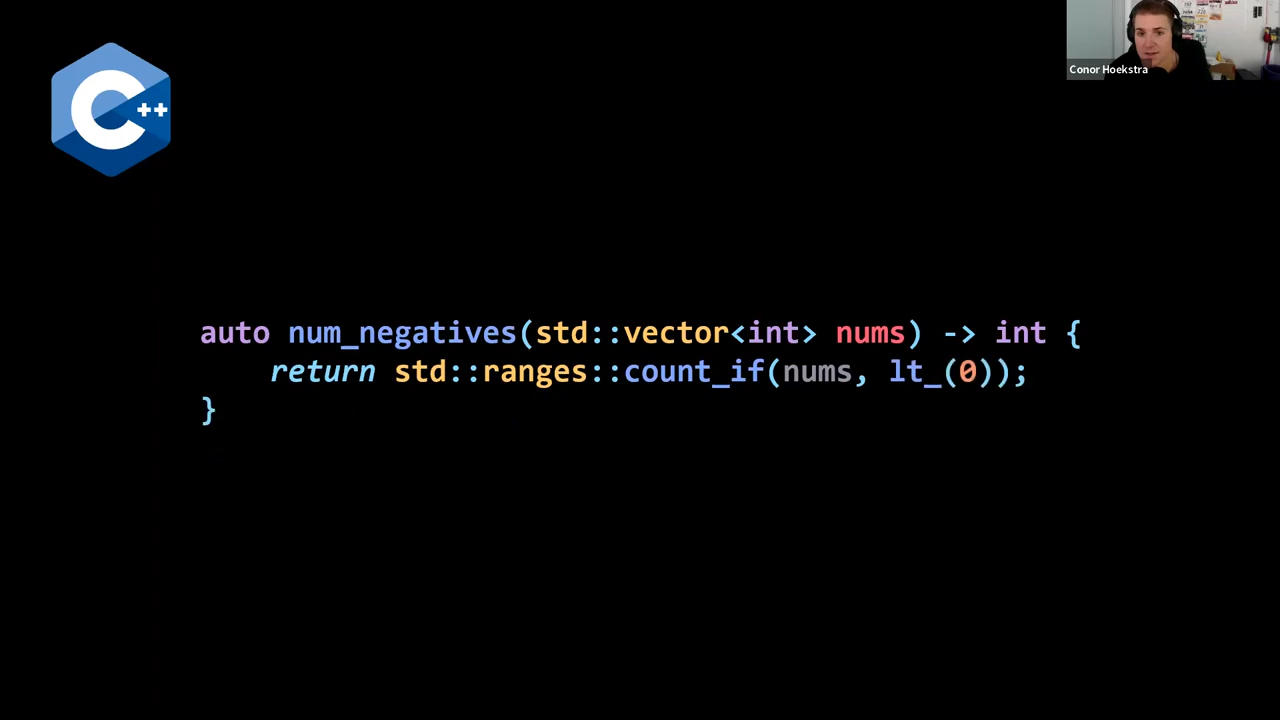 C++
Conor Hoekstra
auto num_negatives(std::vector<int> nums) -> int {
return std::ranges::count_if(nums, lt_(0));
}